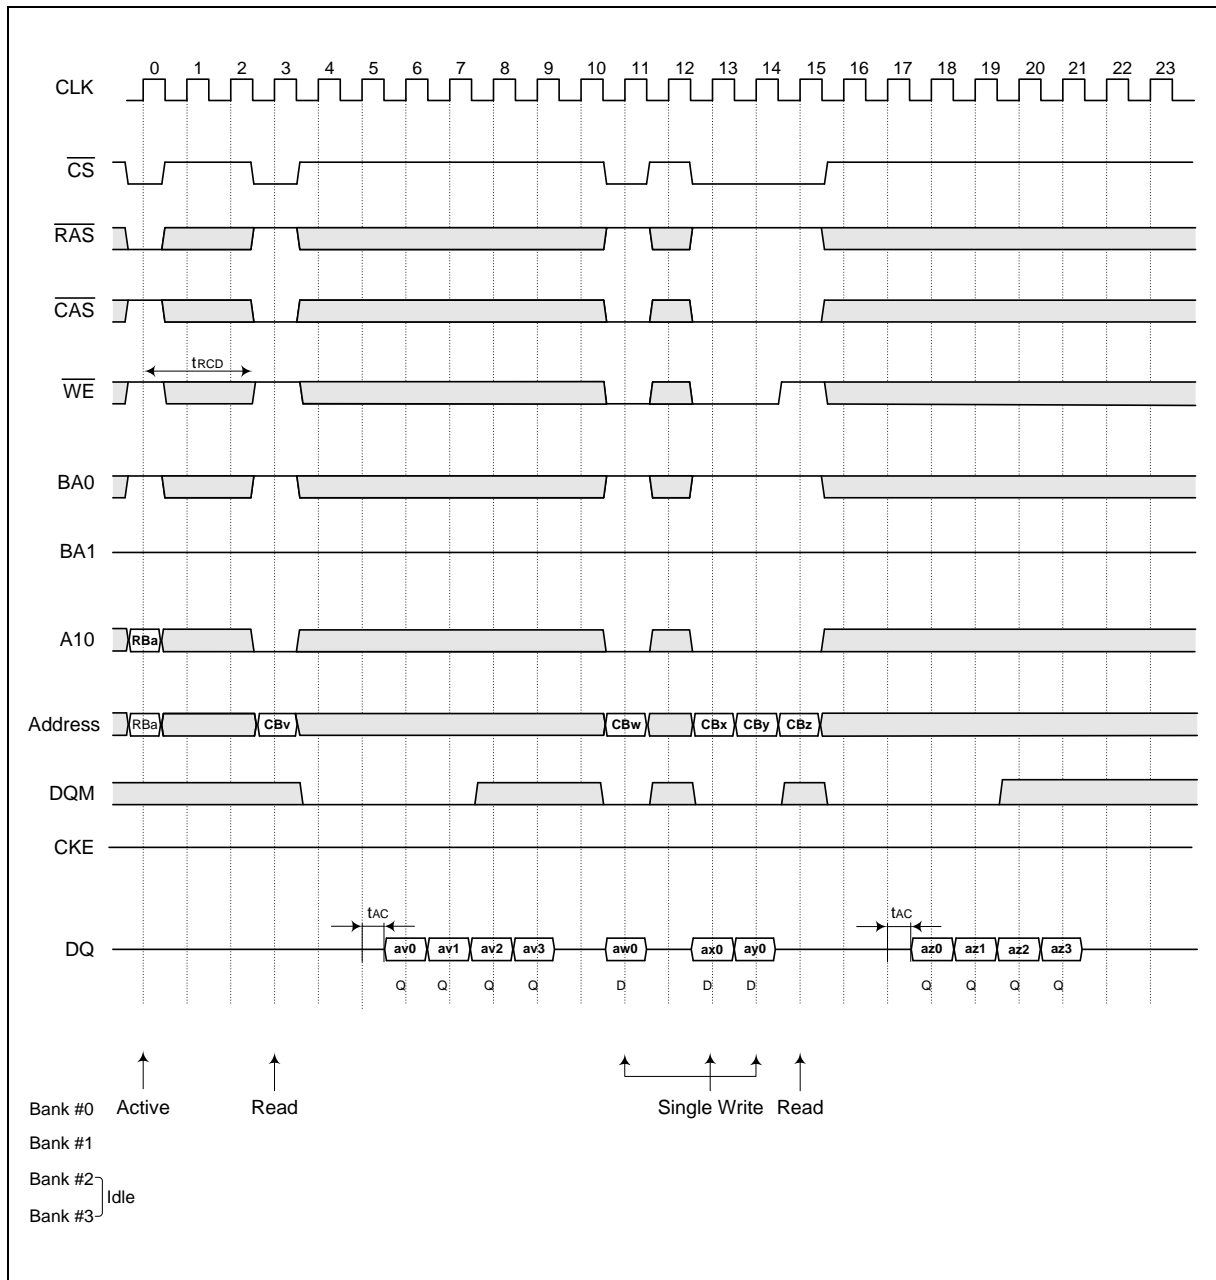 0 1 2 3 4 5 6 7 8 9 10 11 12 13 14 15 16 17 18 19 20 21 22 23
CLK
CS
RAS
CAS
tRCD
WE
BA0
BA1
A10 RBa
Address RBa CBv CBw CBx CBy CBz
DQM
CKE
tAC tAC
DQ av0 av1 av2 av3 aw0 ax0 ay0 az0 az1 az2 az3
Q Q Q Q D D D Q Q Q Q
Bank #0 Active Read Single Write Read
Bank #1
Bank #2
Idle
Bank #3